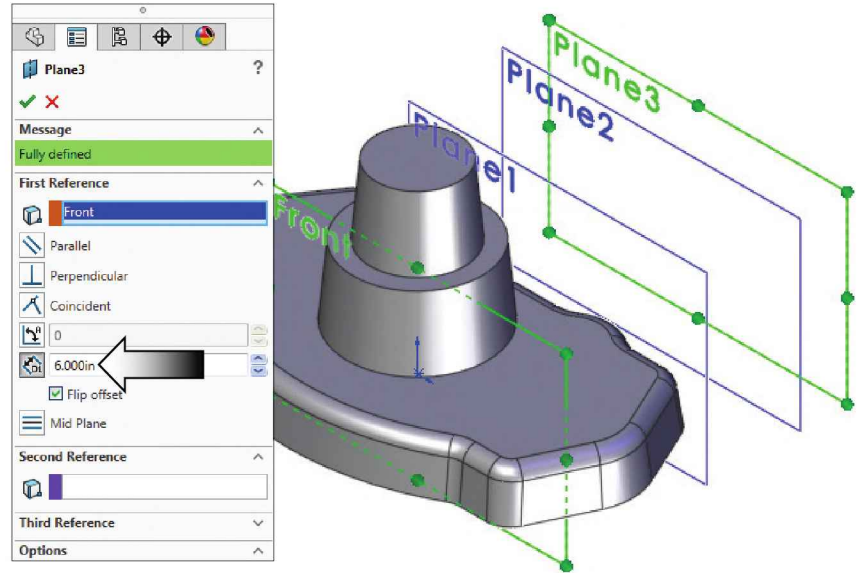 Plane3
?
Message
Fully defined
First Reference
Front
Parallel
Perpendicular
Coincident
0
6.000in
Flip offset
Mid Plane
Second Reference
Third Reference
Options
Plane3
Plane2
Plane1
Front